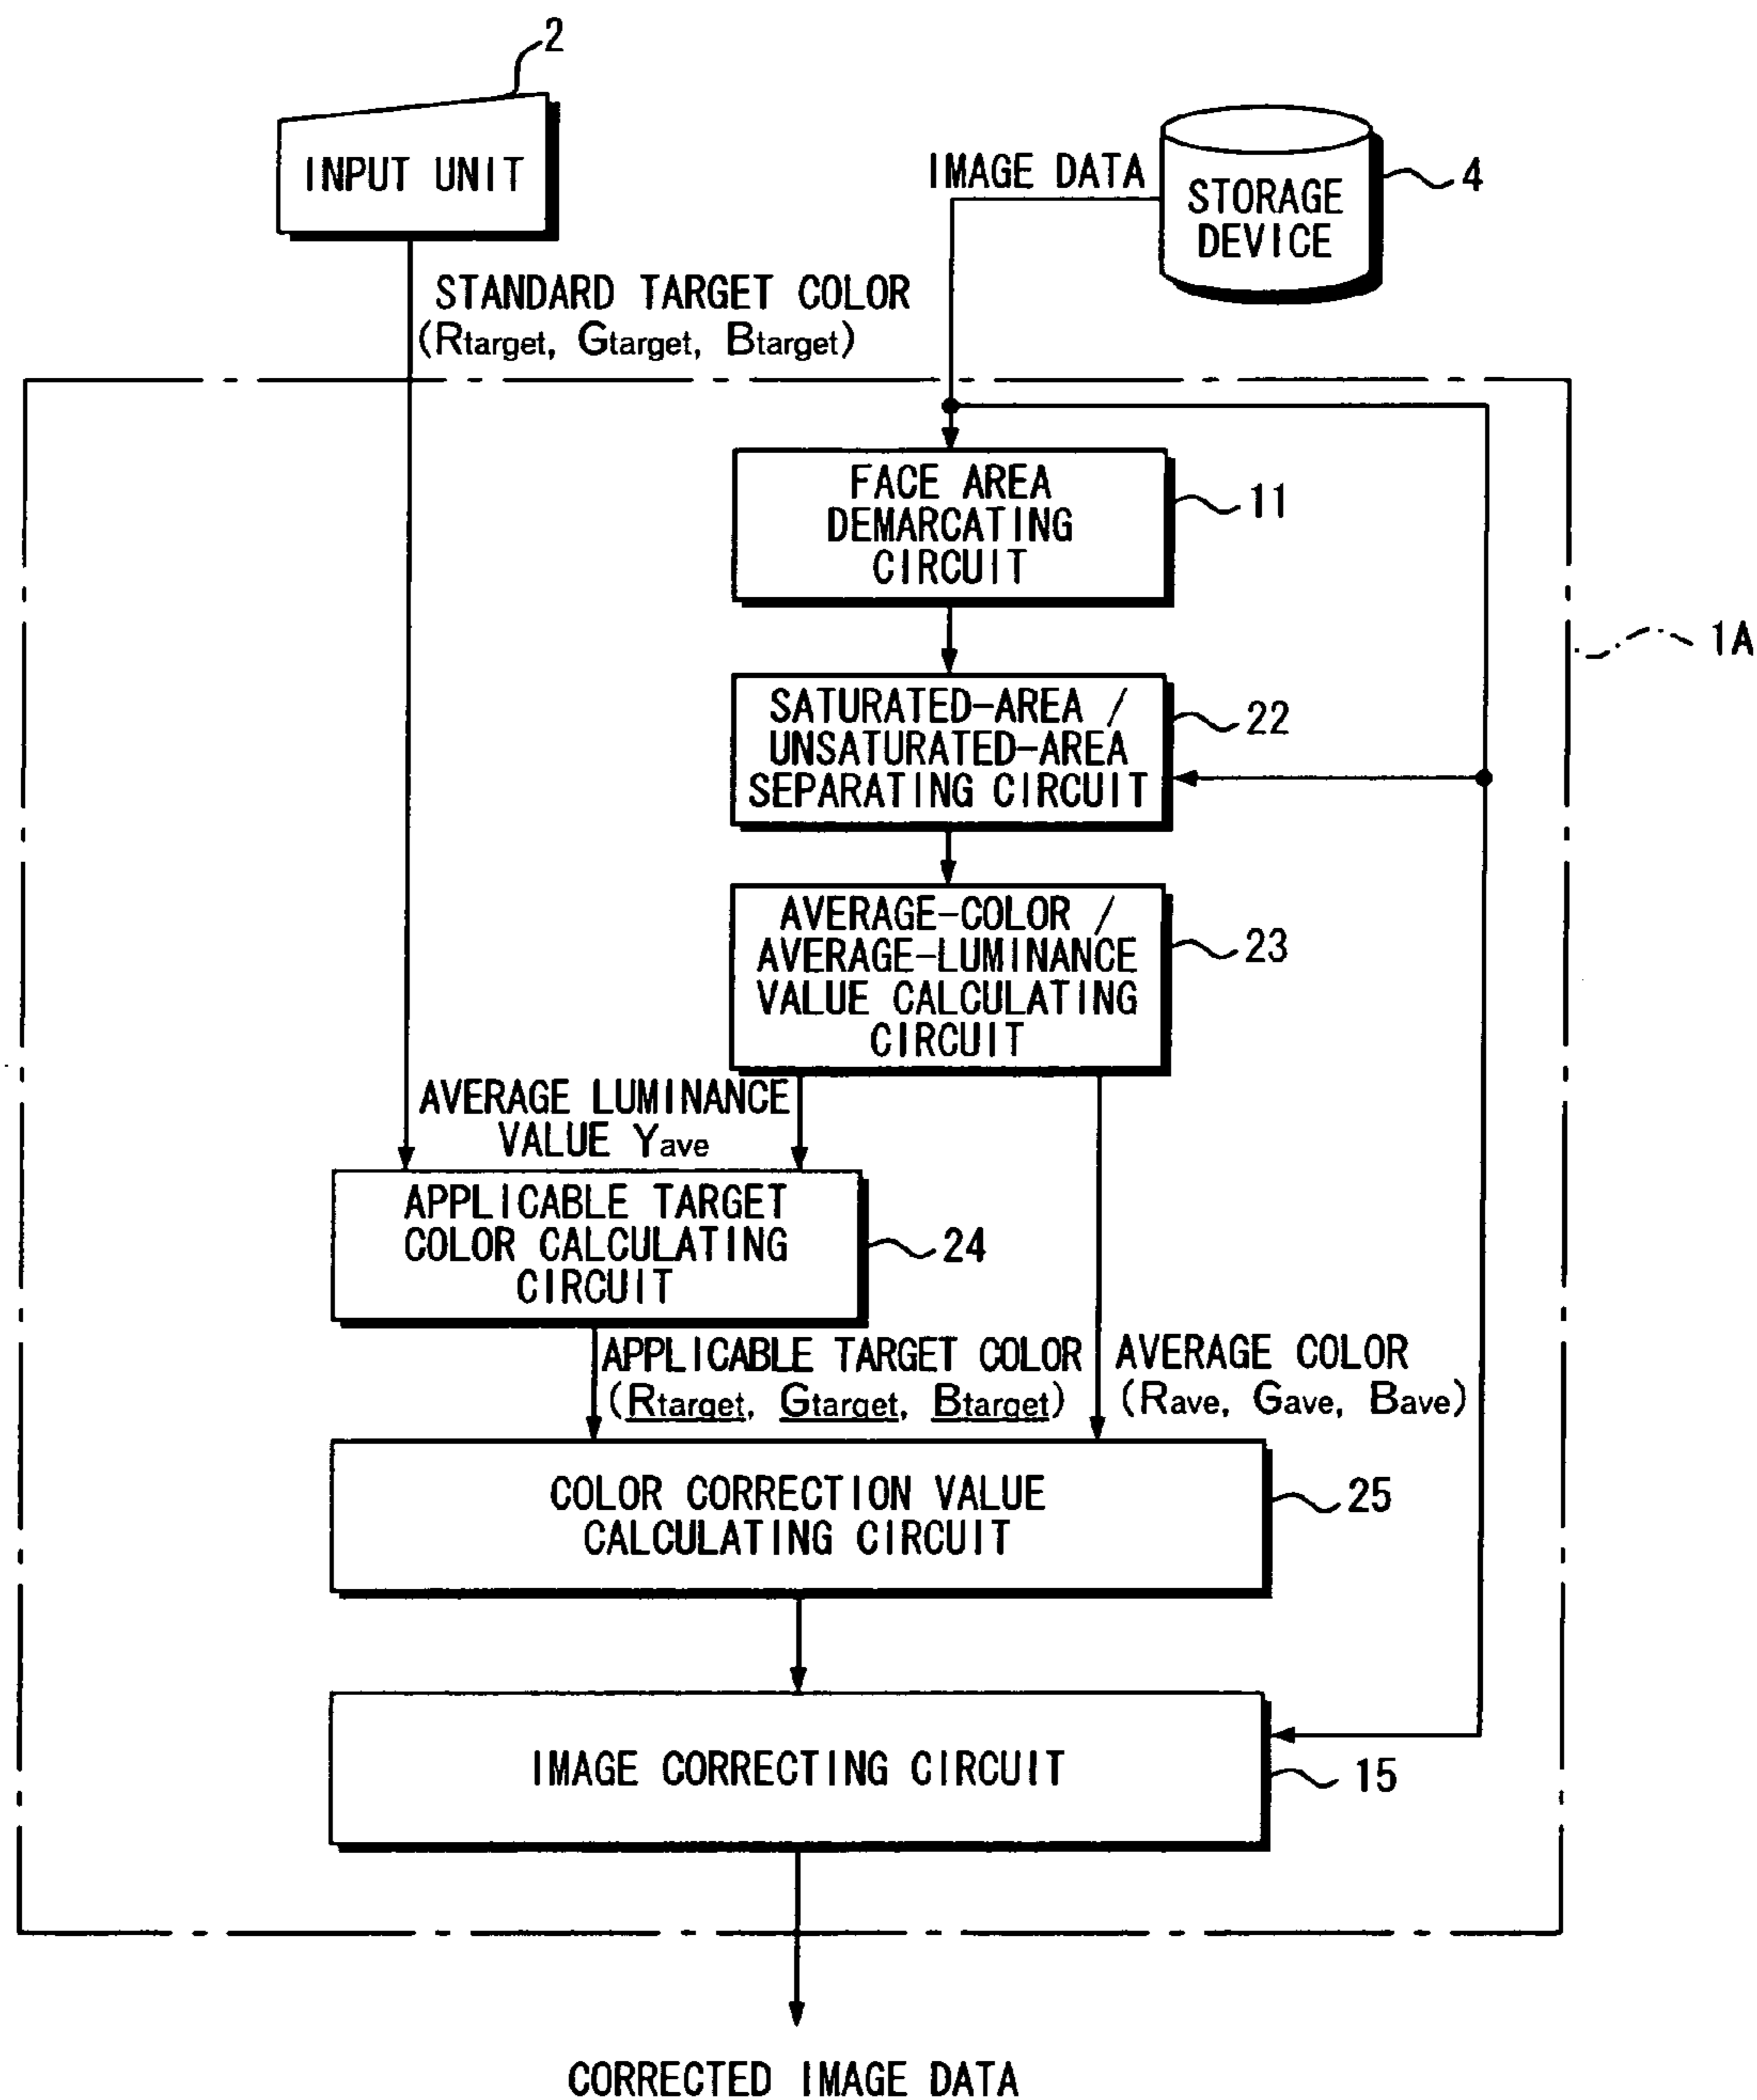 2
INPUT UNIT
IMAGE DATA
STORAGE
DEVICE
4
STANDARD TARGET COLOR
(Rtarget, Gtarget, Btarget)
FACE AREA
DEMARCATING
CIRCUIT
11
1A
SATURATED-AREA /
UNSATURATED-AREA
SEPARATING CIRCUIT
22
AVERAGE-COLOR /
AVERAGE-LUMINANCE
VALUE CALCULATING
CIRCUIT
23
AVERAGE LUMINANCE
VALUE Yave
APPLICABLE TARGET
COLOR CALCULATING
CIRCUIT
24
APPLICABLE TARGET COLOR
(Rtarget, Gtarget, Btarget)
AVERAGE COLOR
(Rave, Gave, Bave)
COLOR CORRECTION VALUE
CALCULATING CIRCUIT
25
IMAGE CORRECTING CIRCUIT
15
CORRECTED IMAGE DATA